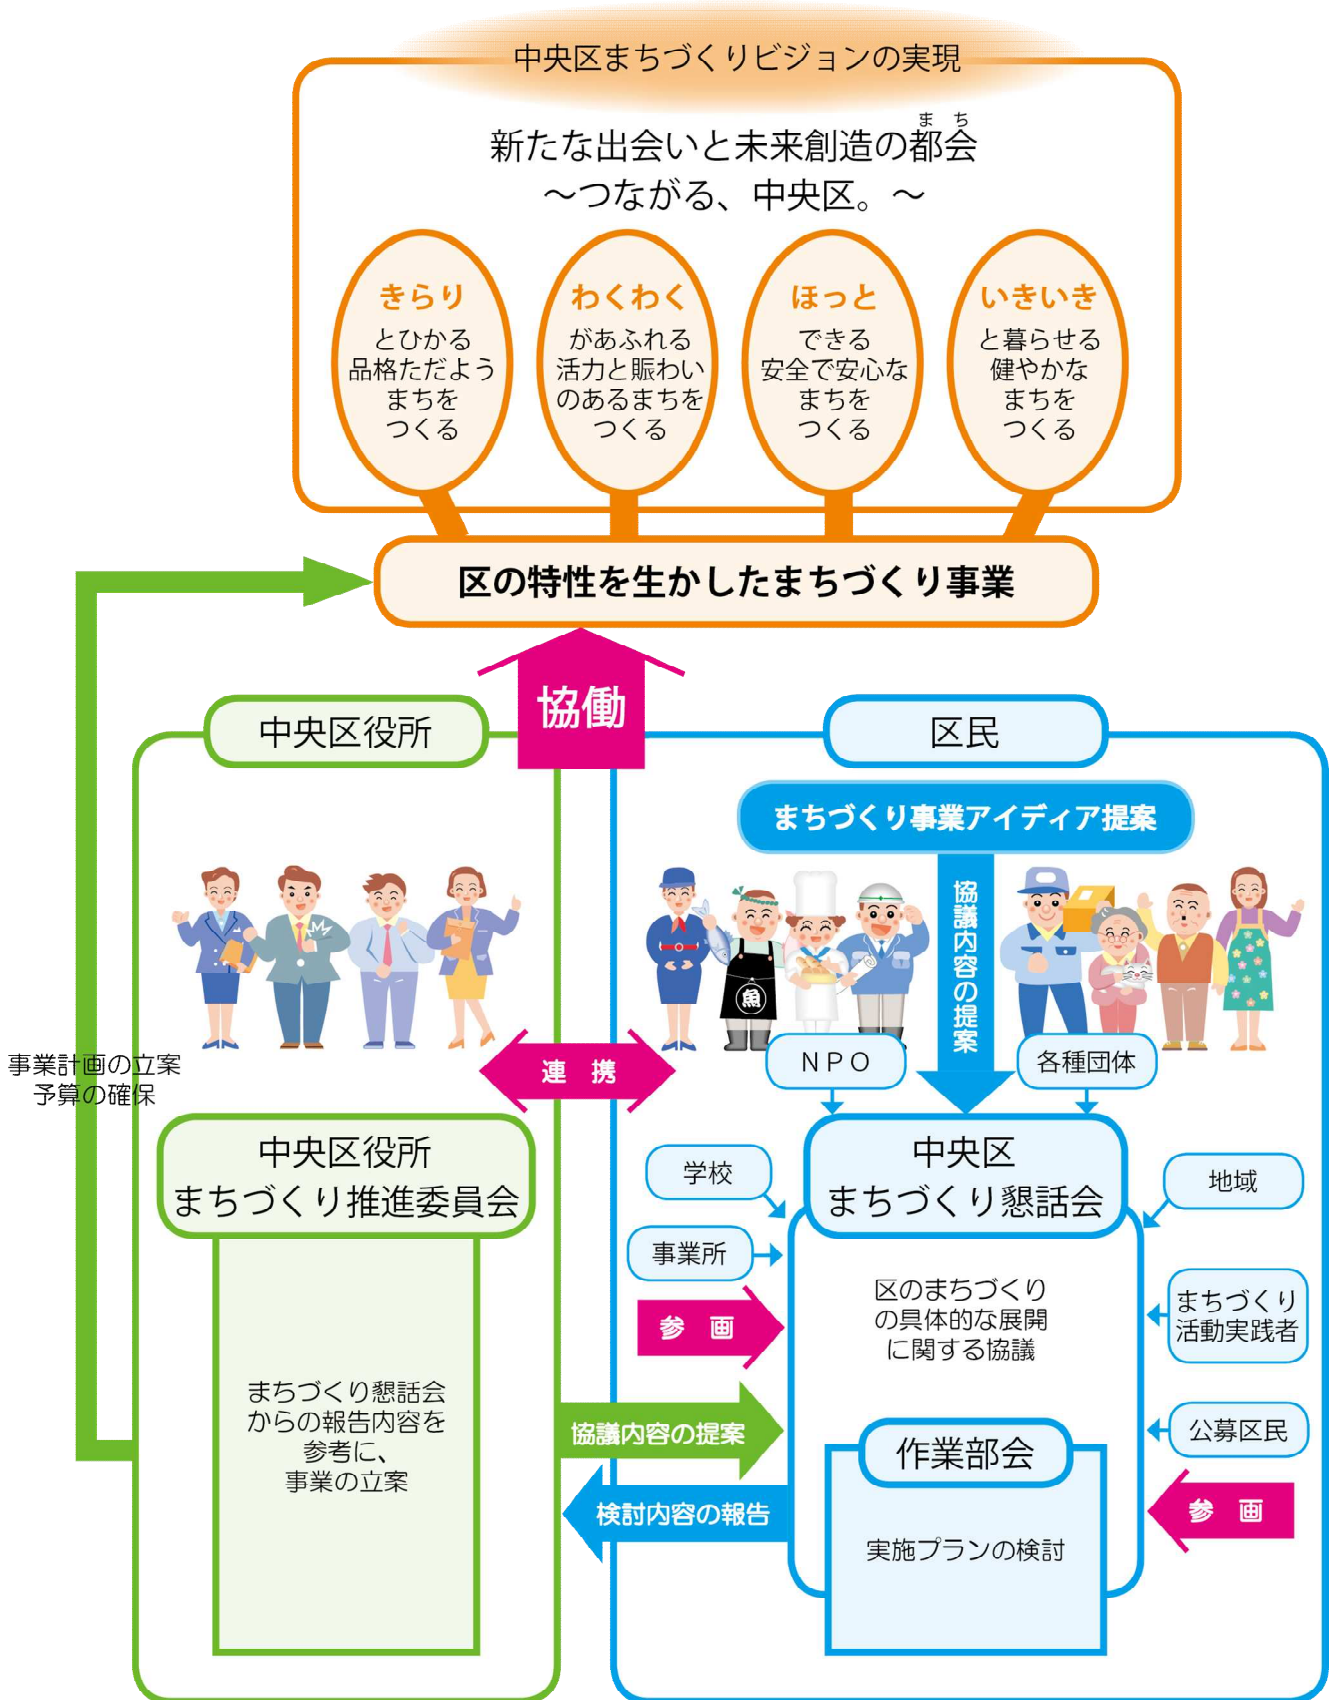 中央区まちづくりビジョンの実現
まち
新たな出会いと未来創造の都会
～つながる、中央区。～
きらり
とひかる
品格ただよう
まちを
つくる
わくわく
があふれる
活力と賑わい
のあるまちを
つくる
ほっと
できる
安全で安心な
まちを
つくる
いきいき
と暮らせる
健やかな
まちを
つくる
区の特性を生かしたまちづくり事業
協働
中央区役所
区民
まちづくり事業アイディア提案
協議内容の提案
魚
事業計画の立案
予算の確保
連 携
NPO
各種団体
中央区役所
まちづくり推進委員会
中央区
まちづくり懇話会
学校
地域
事業所
まちづくり
活動実践者
参 画
区のまちづくり
の具体的な展開
に関する協議
まちづくり懇話会
からの報告内容を
参考に、
事業の立案
協議内容の提案
公募区民
作業部会
検討内容の報告
参 画
実施プランの検討